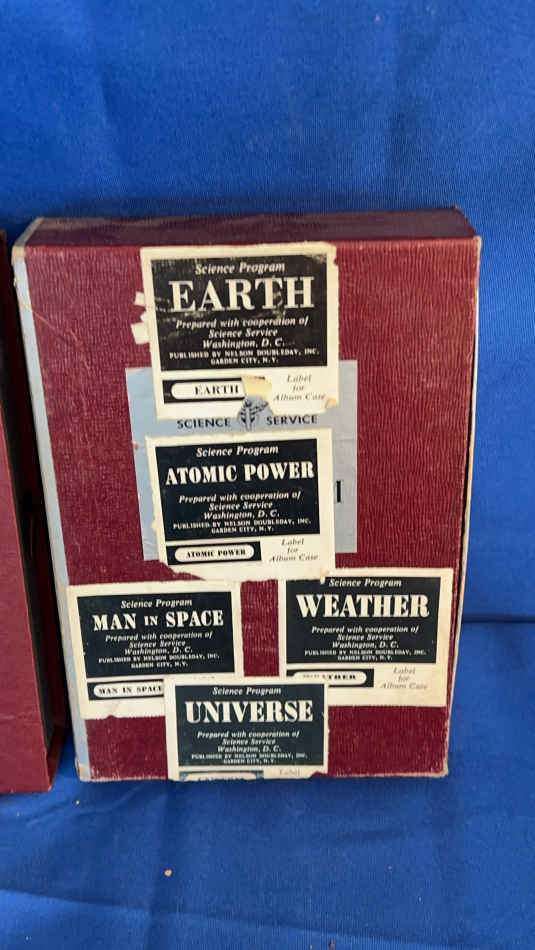 Science Program
EARTH
Prepared with cooperation of
Science Service
Washington, D. C.
PUBLISHED BY NELSON DOUBLEDAY, INC.
GARDEN CITY, N.Y.
EARTH
Label
for
Album Case
SCIENCE SERVICE
Science Program
ATOMIC POWER
Prepared with cooperation of
Science Service
Washington, D. C.
PUBLISHED BY NELSON DOUBLEDAY, INC.
GARDEN CITY, N.Y.
ATOMIC POWER
Label
for
Album Case
Science Program
MAN IN SPACE
Prepared with cooperation of
Science Service
Washington, D. C.
PUBLISHED BY NELSON DOUBLEDAY, INC.
GARDEN CITY, N.Y.
MAN IN SPACE
Science Program
WEATHER
Prepared with cooperation of
Science Service
Washington, D. C.
PUBLISHED BY NELSON DOUBLEDAY, INC.
GARDEN CITY, N.Y.
WEATHER
Label
for
Album Case
Science Program
UNIVERSE
Prepared with cooperation of
Science Service
Washington, D. C.
PUBLISHED BY NELSON DOUBLEDAY, INC.
GARDEN CITY, N.Y.
Label